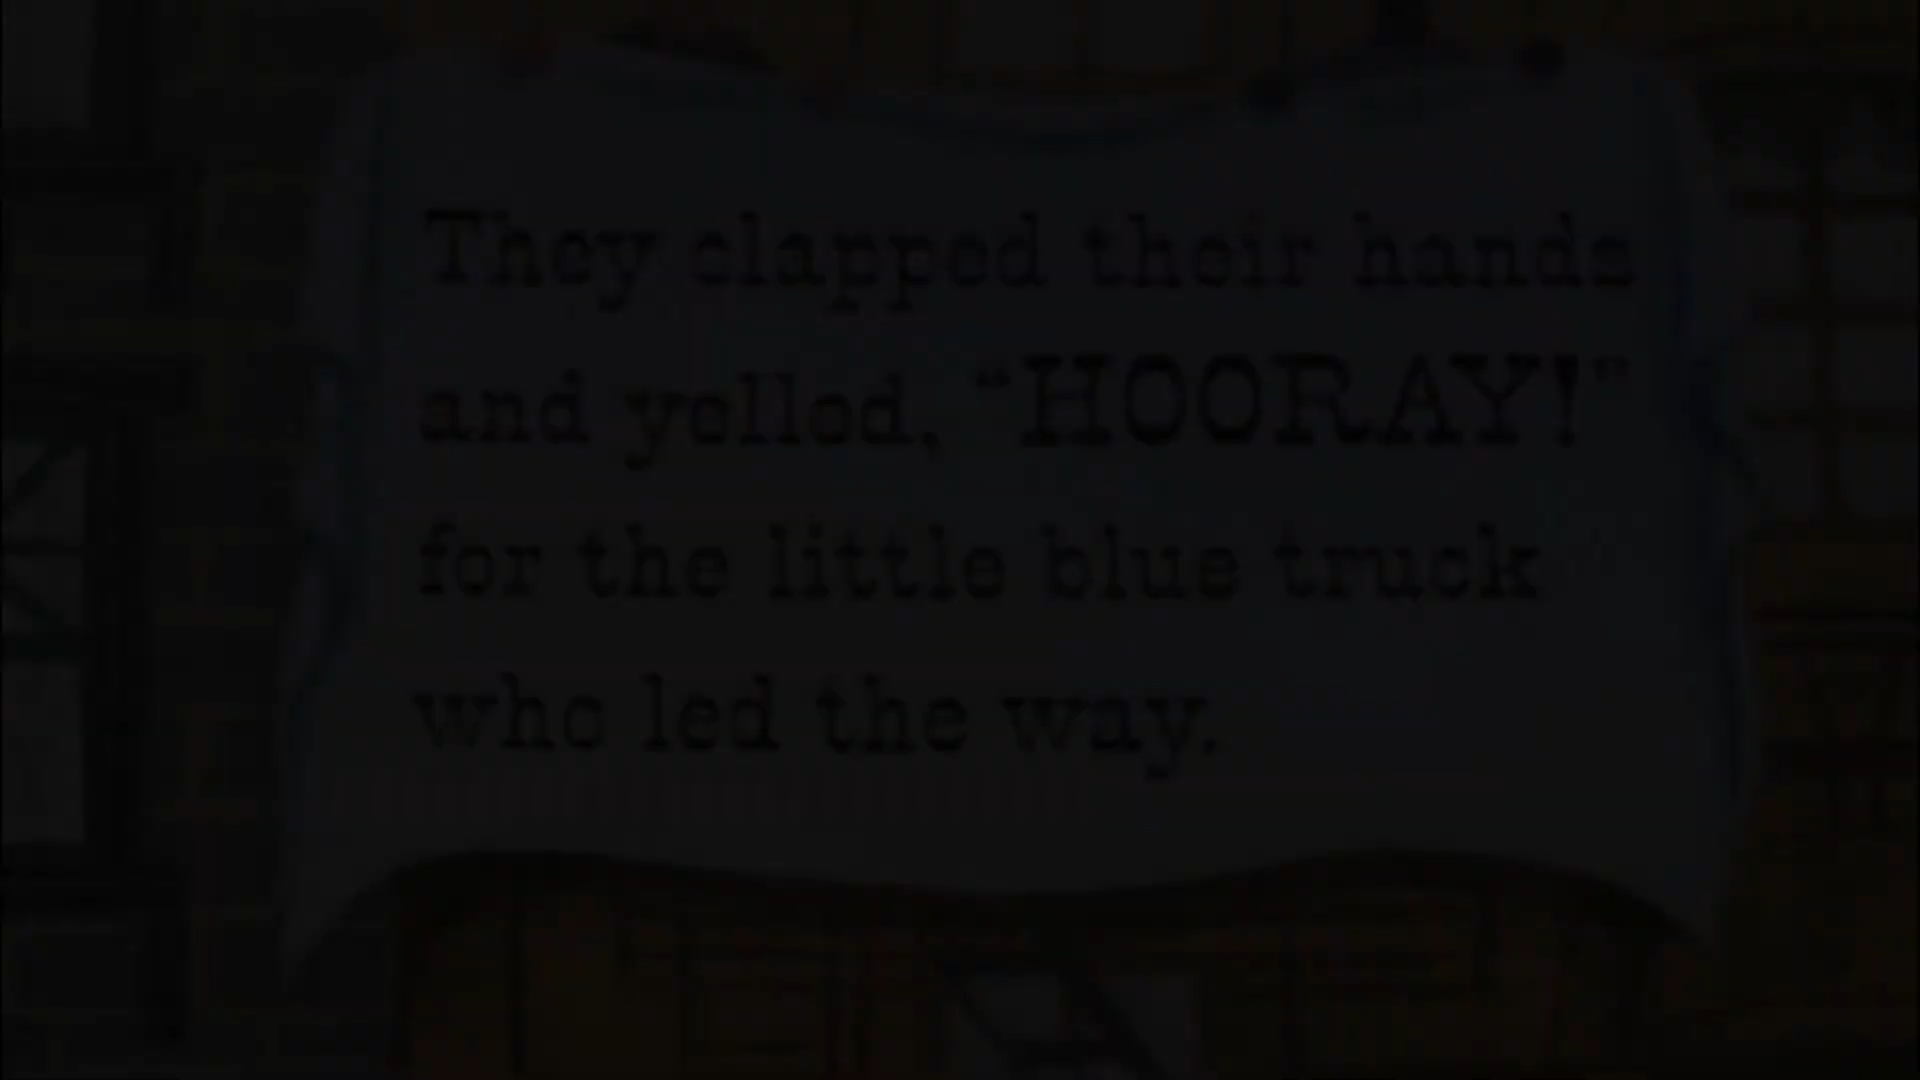 They clapped their hands
and yelled, “HOORAY!”
for the little blue truck
who led the way.